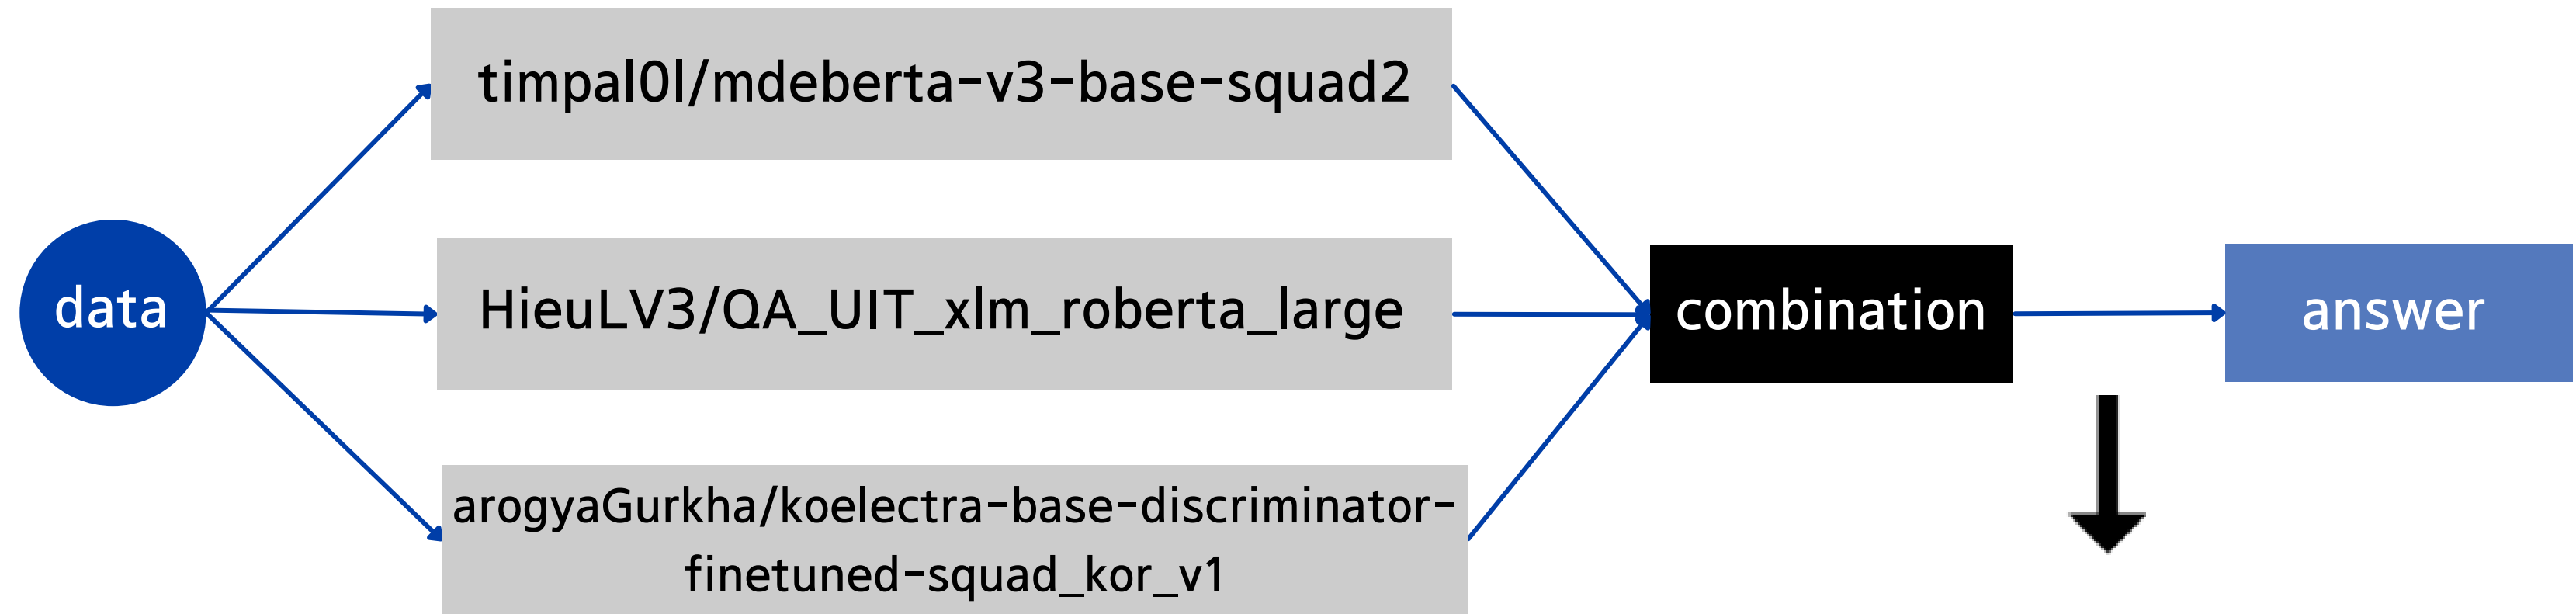 timpal0l/mdeberta-v3-base-squad2
data
HieuLV3/QA_UIT_xlm_roberta_large
combination
answer
arogyaGurkha/koelectra-base-discriminator-
finetuned-squad_kor_v1